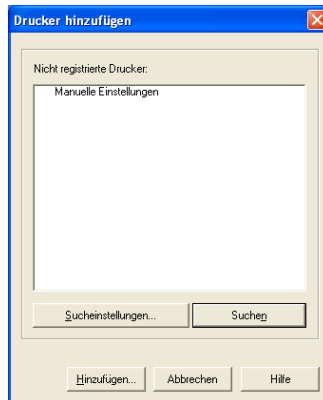 Drucker hinzufügen
Nicht registrierte Drucker:
Manuelle Einstellungen
Sucheinstellungen...
Suchen
Hinzufügen...
Abbrechen
Hilfe